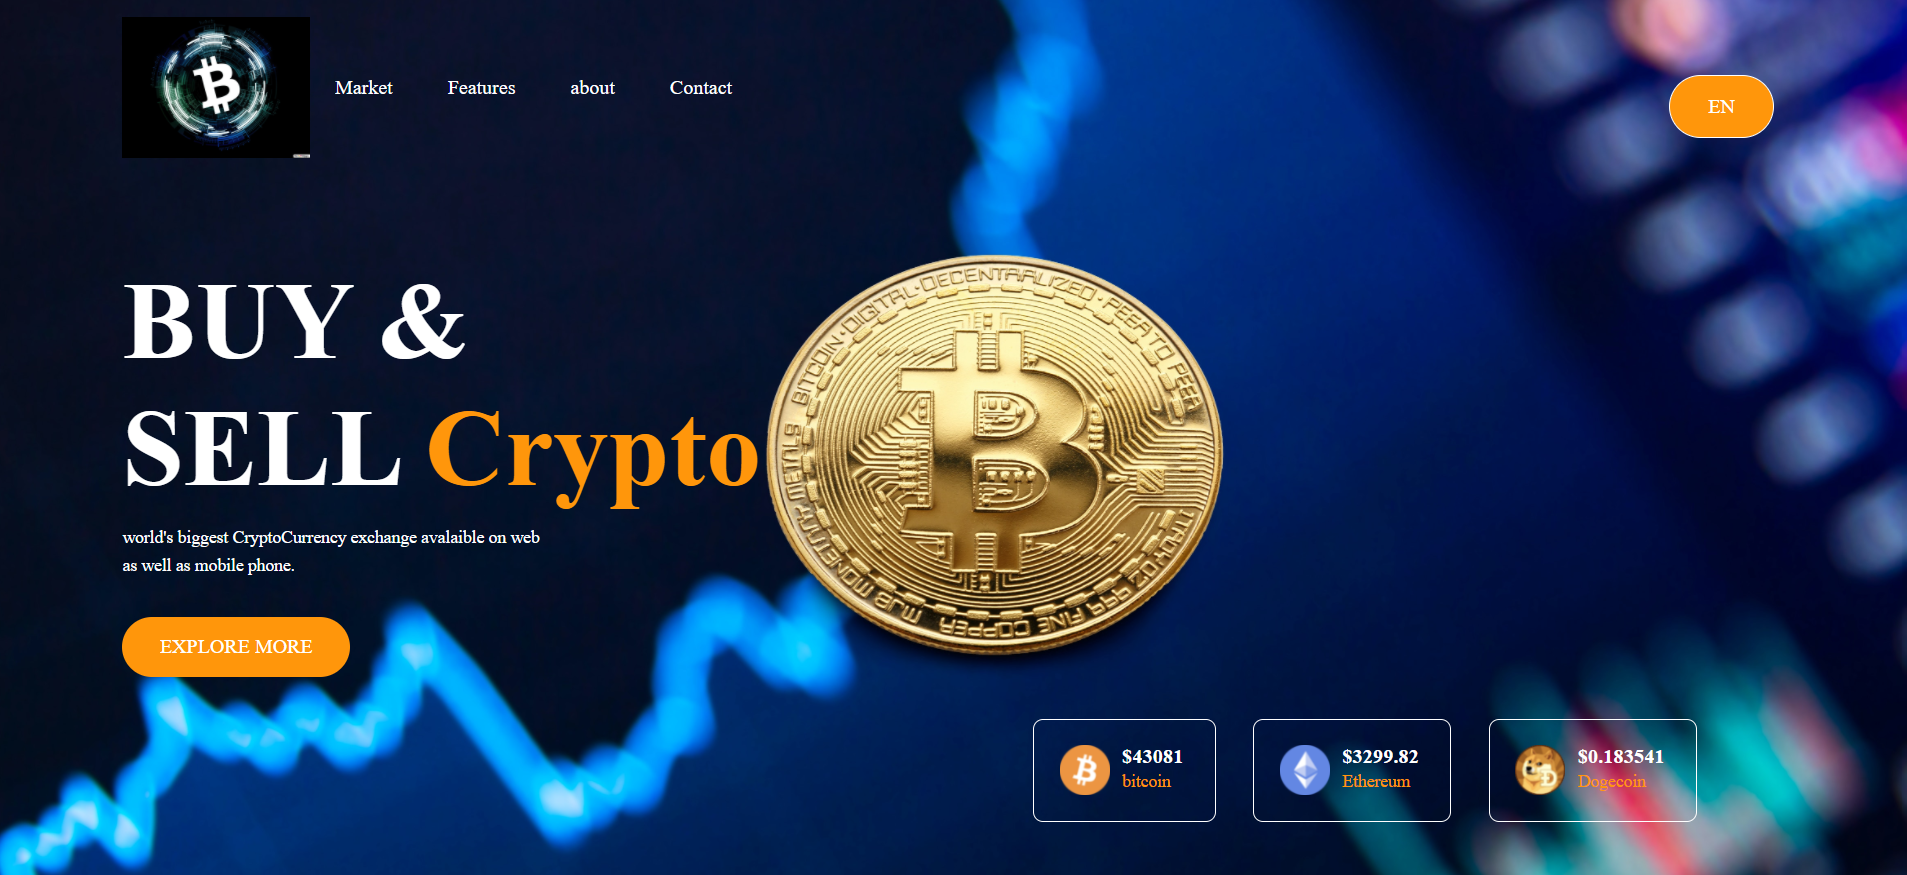 Market Features about Contact
EN
BUY &
SELL Crypto
BITCOIN·DIGITAL·DECENTRALIZED·PEER TO PEER
world's biggest CryptoCurrency exchange avalaible on web
as well as mobile phone.
EXPLORE MORE
$43081
bitcoin
$3299.82
Ethereum
$0.183541
Dogecoin